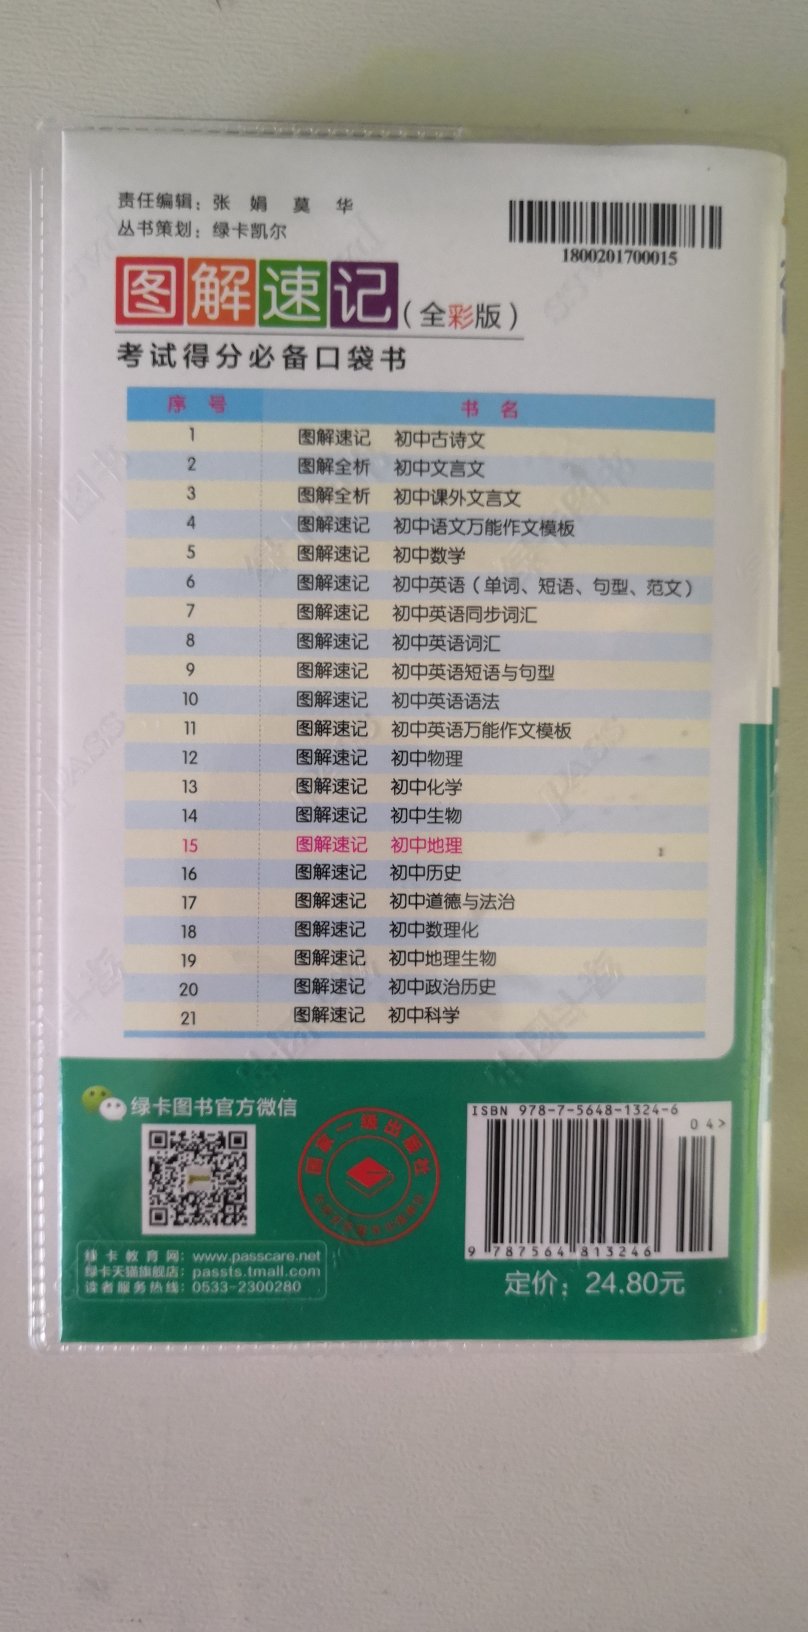 责任编辑：张 娟 莫 华
丛书策划：绿卡凯尔
1800201700015
图解速记（全彩版）
考试得分必备口袋书
序 号 书 名
1 图解速记 初中古诗文
2 图解全析 初中文言文
3 图解全析 初中课外文言文
4 图解速记 初中语文万能作文模板
5 图解速记 初中数学
6 图解速记 初中英语（单词、短语、句型、范文）
7 图解速记 初中英语同步词汇
8 图解速记 初中英语词汇
9 图解速记 初中英语短语与句型
10 图解速记 初中英语语法
11 图解速记 初中英语万能作文模板
12 图解速记 初中物理
13 图解速记 初中化学
14 图解速记 初中生物
15 图解速记 初中地理
16 图解速记 初中历史
17 图解速记 初中道德与法治
18 图解速记 初中数理化
19 图解速记 初中地理生物
20 图解速记 初中政治历史
21 图解速记 初中科学
绿卡图书官方微信
国家一级出版社
ISBN 978-7-5648-1324-6
04>
9 787564 813246
绿卡教育网：www.passcare.net
绿卡天猫旗舰店：passts.tmall.com
读者服务热线：0533-2300280
定价：24.80元